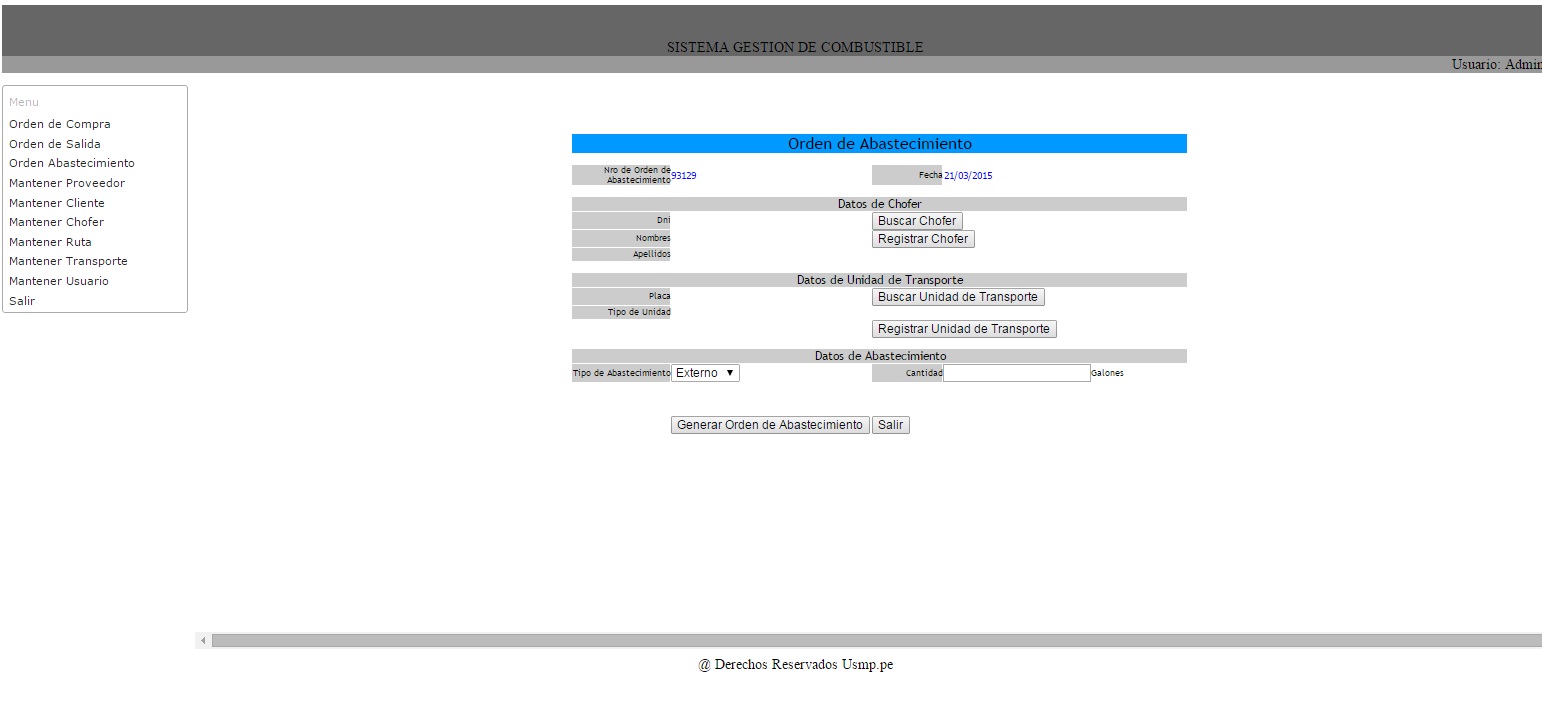 SISTEMA GESTION DE COMBUSTIBLE
Usuario: Admin
Menu
Orden de Compra
Orden de Salida
Orden Abastecimiento
Mantener Proveedor
Mantener Cliente
Mantener Chofer
Mantener Ruta
Mantener Transporte
Mantener Usuario
Salir
Orden de Abastecimiento
Nro de Orden de
Abastecimiento 93129 Fecha 21/03/2015
Datos de Chofer
Dni Buscar Chofer
Nombres Registrar Chofer
Apellidos
Datos de Unidad de Transporte
Placa Buscar Unidad de Transporte
Tipo de Unidad
Registrar Unidad de Transporte
Datos de Abastecimiento
Tipo de Abastecimiento Externo Cantidad Galones
Generar Orden de Abastecimiento Salir
@ Derechos Reservados Usmp.pe